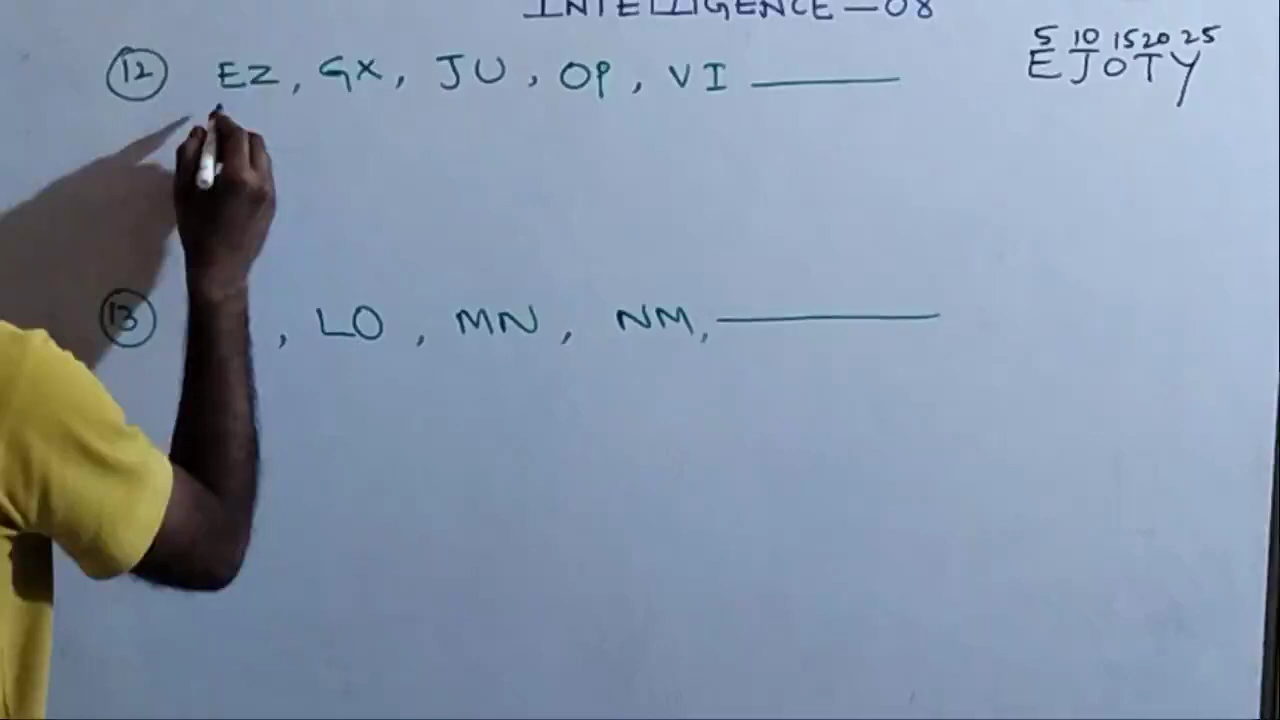 INTELLIGENCE – 08
5 10 15 20 25
E J O T Y
(12) EZ, GX, JU, OP, VI ______
(13) , LO, MN, NM, ______